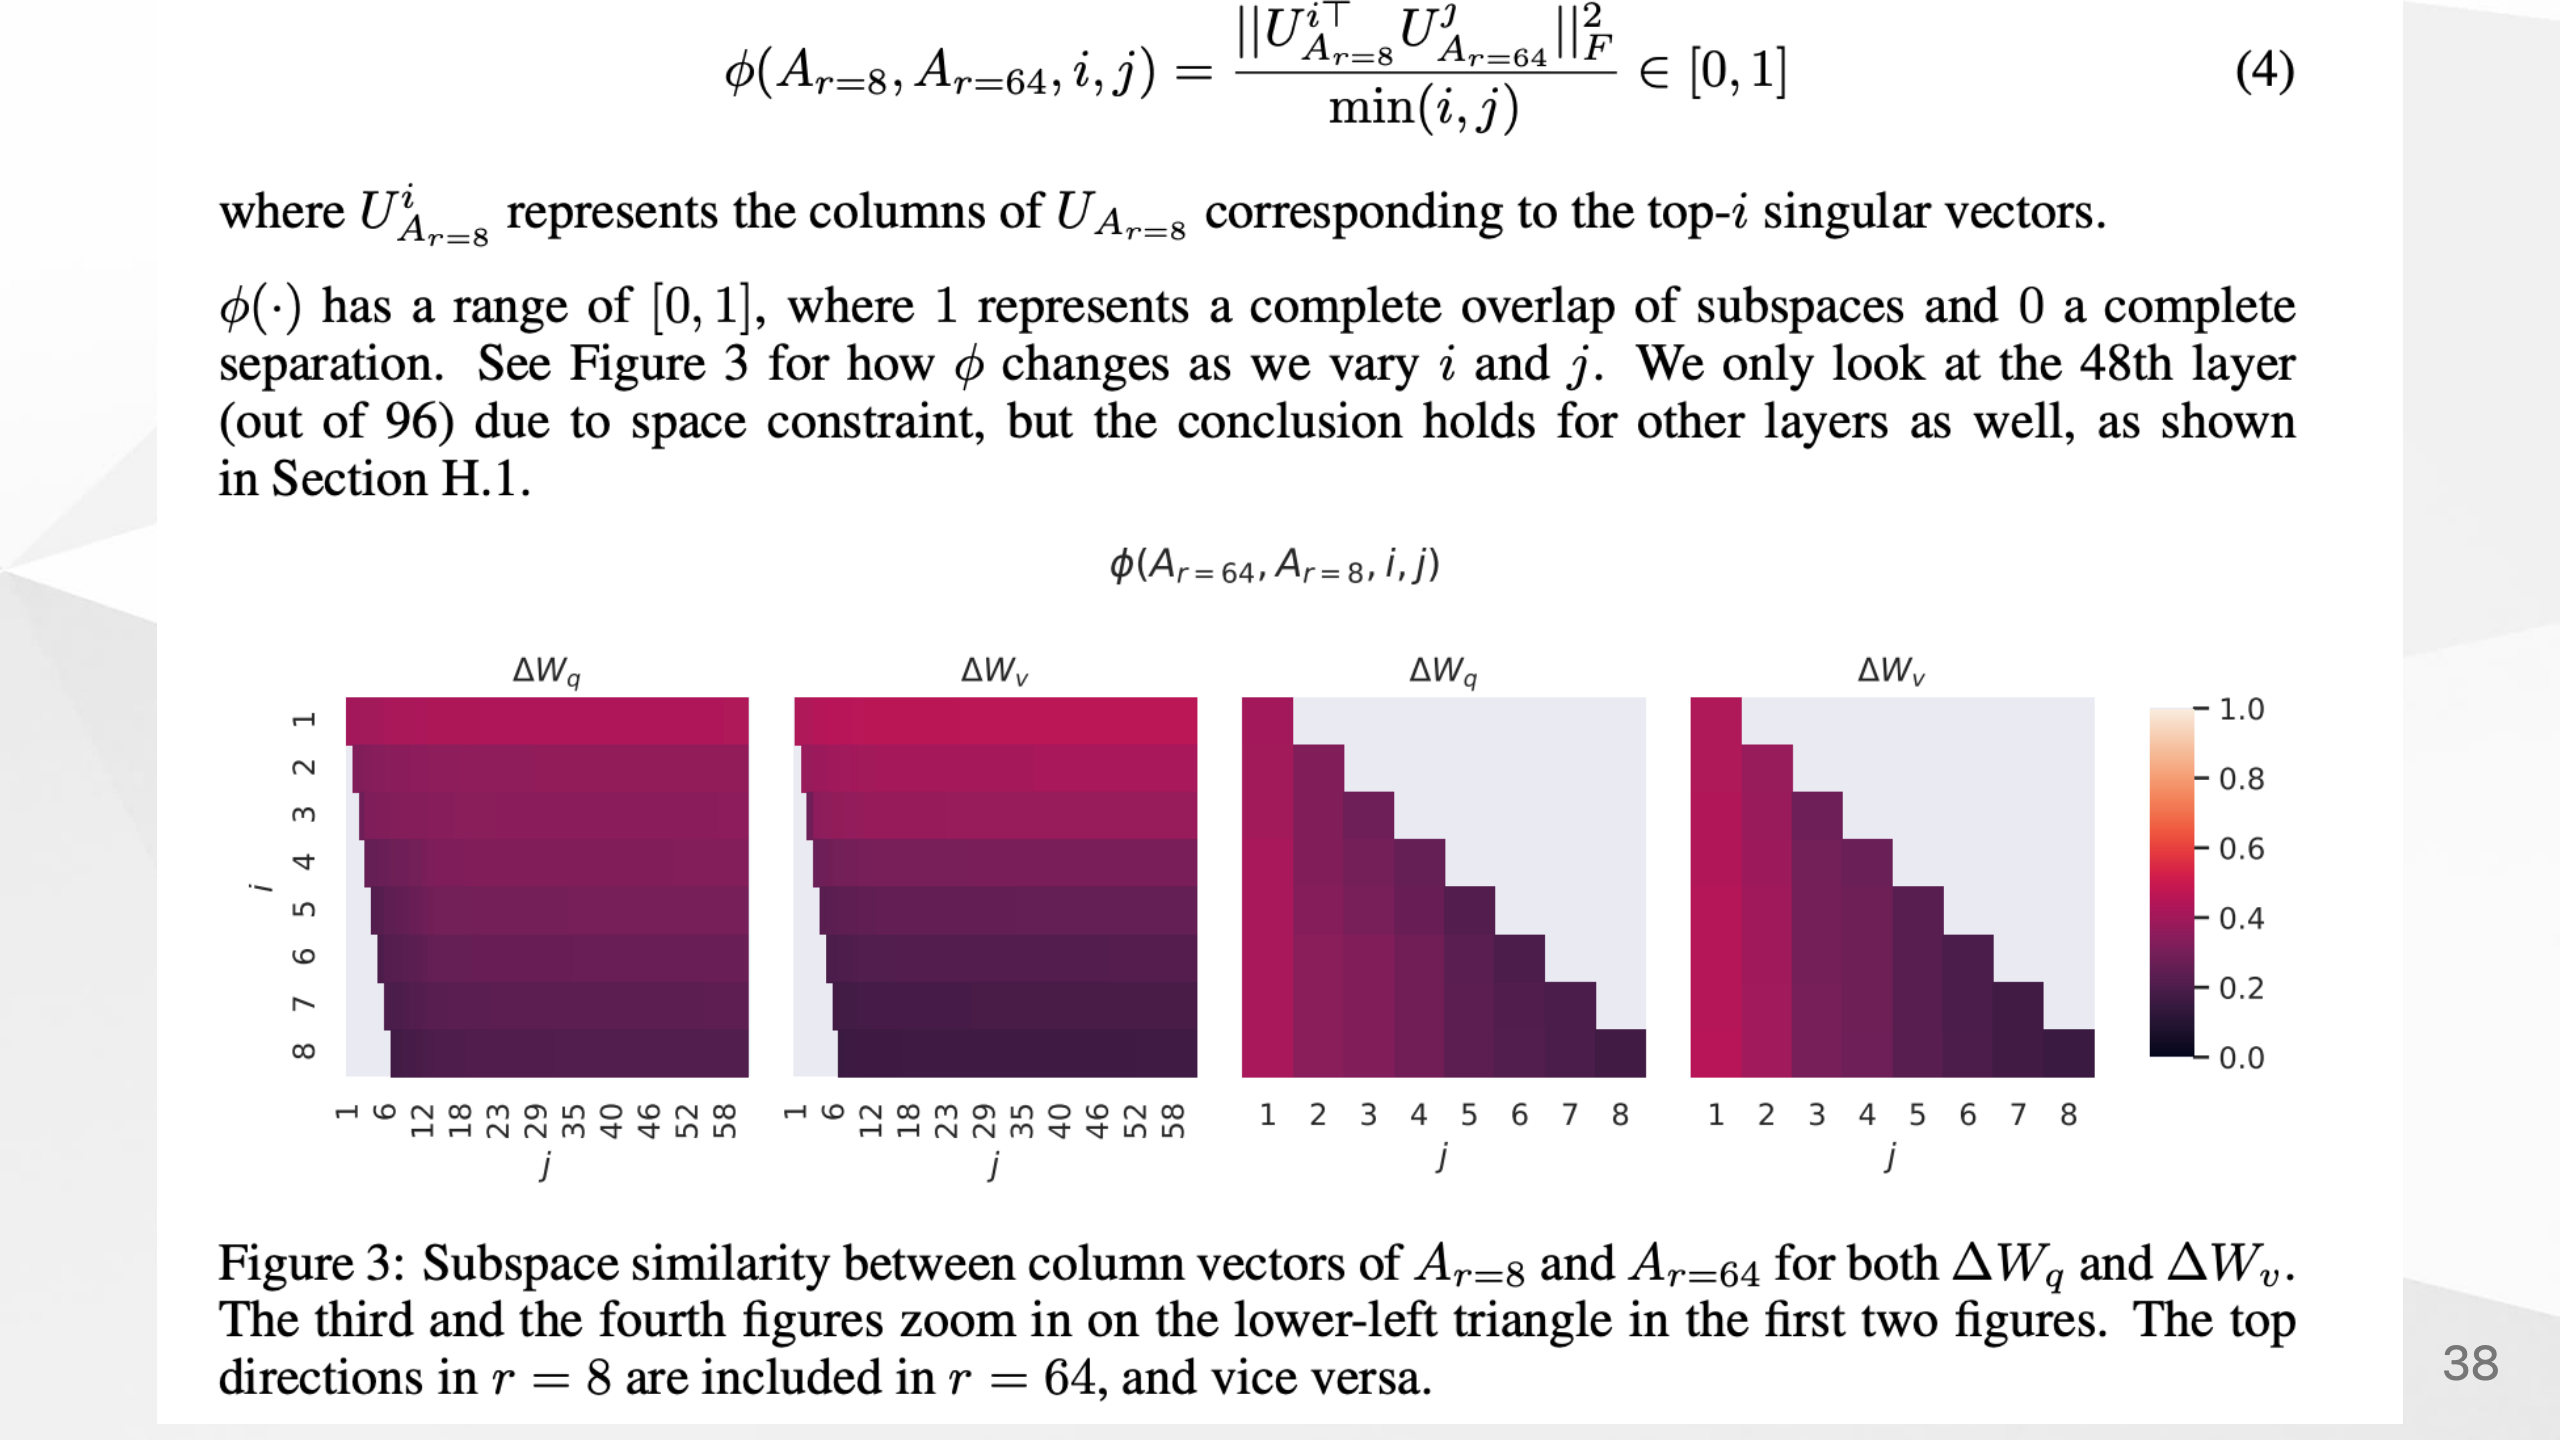 ϕ(A_{r=8}, A_{r=64}, i, j) = ||U^{i⊤}_{A_{r=8}} U^{j}_{A_{r=64}}||²_F / min(i, j) ∈ [0, 1] (4)
where U^i_{A_{r=8}} represents the columns of U_{A_{r=8}} corresponding to the top-i singular vectors.
ϕ(·) has a range of [0, 1], where 1 represents a complete overlap of subspaces and 0 a complete
separation. See Figure 3 for how ϕ changes as we vary i and j. We only look at the 48th layer
(out of 96) due to space constraint, but the conclusion holds for other layers as well, as shown
in Section H.1.
ϕ(A_{r=64}, A_{r=8}, i, j)
ΔW_q ΔW_v ΔW_q ΔW_v
i
1
2
3
4
5
6
7
8
1 6 12 18 23 29 35 40 46 52 58
j
1 6 12 18 23 29 35 40 46 52 58
j
1 2 3 4 5 6 7 8
j
1 2 3 4 5 6 7 8
j
1.0
0.8
0.6
0.4
0.2
0.0
Figure 3: Subspace similarity between column vectors of A_{r=8} and A_{r=64} for both ΔW_q and ΔW_v.
The third and the fourth figures zoom in on the lower-left triangle in the first two figures. The top
directions in r = 8 are included in r = 64, and vice versa.
38